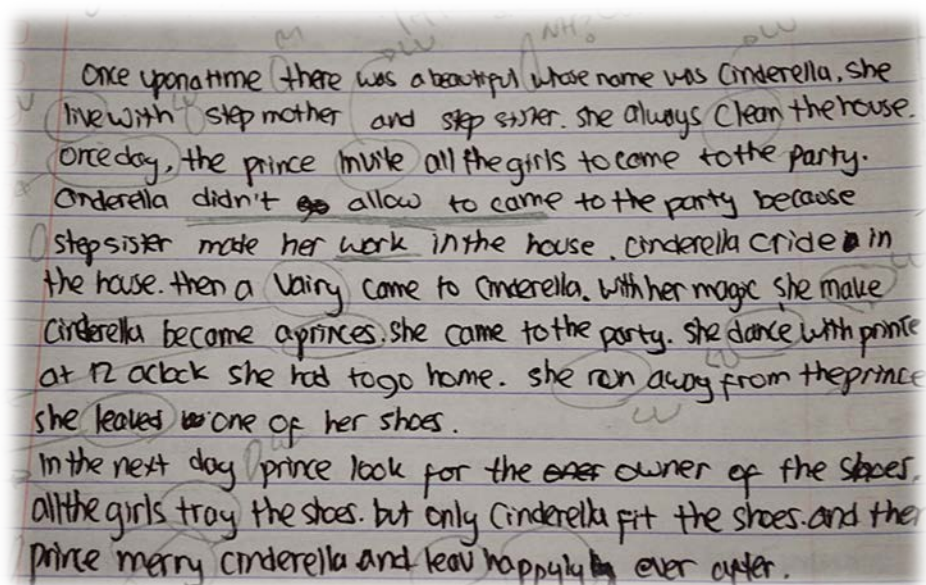 Once upon a time there was a beautiful whose name was Cinderella. she
live with step mother and step sister. she always clean the house.
once day, the prince invite all the girls to come to the party.
Cinderella didn't allow to came to the party because
step sister made her work in the house. Cinderella cride in
the house. then a Vairy came to Cinderella. with her magic she make
Cinderella become a princes. she came to the party. she dance with prince
at 12 aclock she had to go home. she ran away from the prince
she leaved one of her shoes.
In the next day prince look for the owner of the shoes.
all the girls tray the shoes. but only Cinderella fit the shoes. and then
prince merry Cinderella and leav happyly ever after.